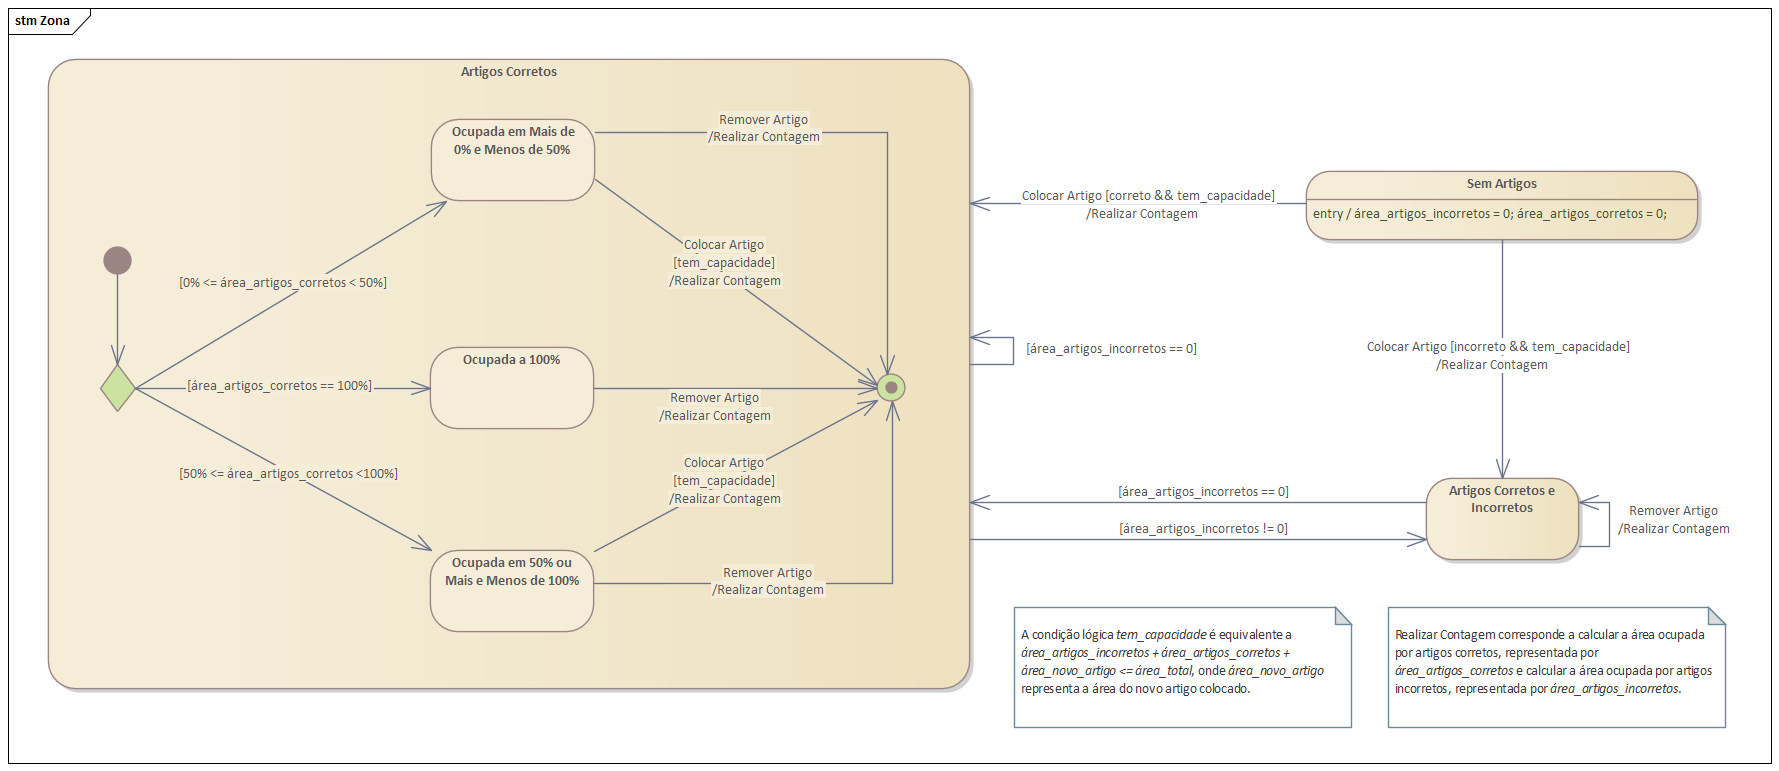 stm Zona
Artigos Corretos
Ocupada em Mais de
0% e Menos de 50%
Remover Artigo
/Realizar Contagem
Colocar Artigo
[tem_capacidade]
/Realizar Contagem
[0% <= área_artigos_corretos < 50%]
Ocupada a 100%
[área_artigos_corretos == 100%]
Remover Artigo
/Realizar Contagem
[50% <= área_artigos_corretos <100%]
Colocar Artigo
[tem_capacidade]
/Realizar Contagem
Ocupada em 50% ou
Mais e Menos de 100%
Remover Artigo
/Realizar Contagem
Colocar Artigo [correto && tem_capacidade]
/Realizar Contagem
Sem Artigos
entry / área_artigos_incorretos = 0; área_artigos_corretos = 0;
[área_artigos_incorretos == 0]
Colocar Artigo [incorreto && tem_capacidade]
/Realizar Contagem
[área_artigos_incorretos == 0]
[área_artigos_incorretos != 0]
Artigos Corretos e
Incorretos
Remover Artigo
/Realizar Contagem
A condição lógica tem_capacidade é equivalente a
área_artigos_incorretos + área_artigos_corretos +
área_novo_artigo <= área_total, onde área_novo_artigo
representa a área do novo artigo colocado.
Realizar Contagem corresponde a calcular a área ocupada
por artigos corretos, representada por
área_artigos_corretos e calcular a área ocupada por artigos
incorretos, representada por área_artigos_incorretos.